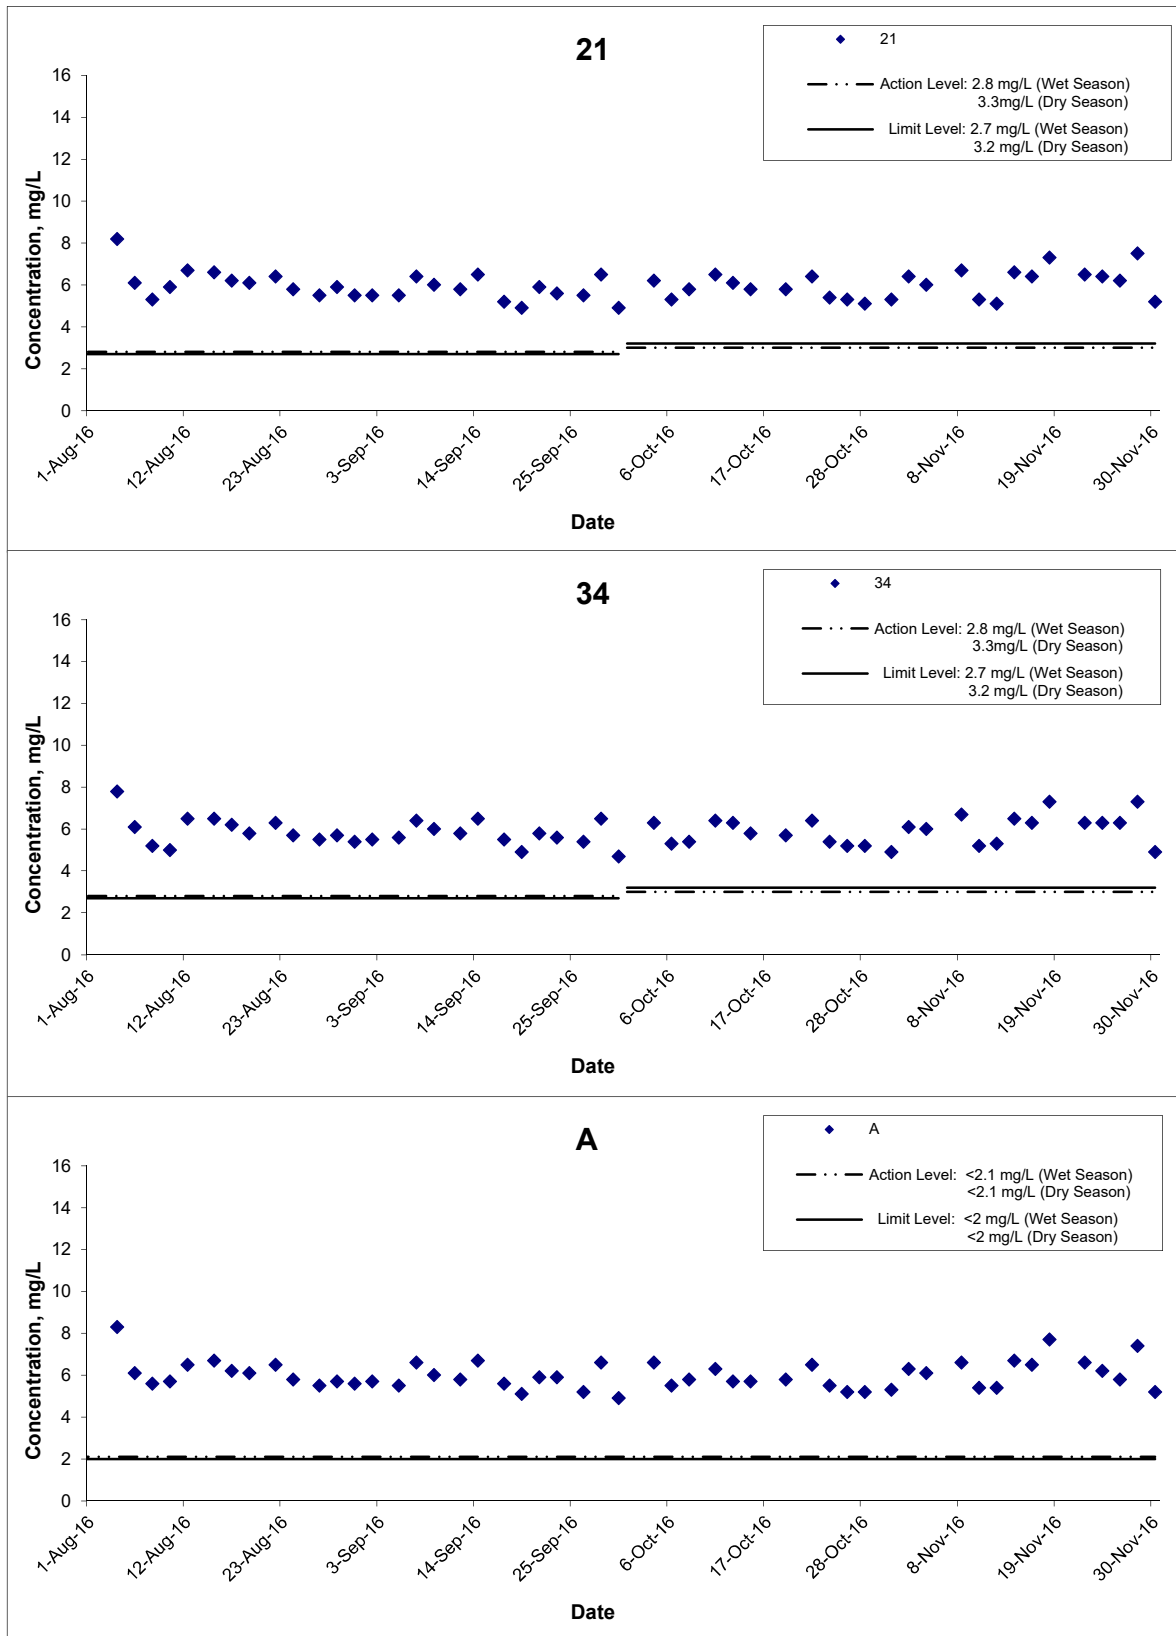 21
21
Action Level: 2.8 mg/L (Wet Season)
3.3mg/L (Dry Season)
Limit Level: 2.7 mg/L (Wet Season)
3.2 mg/L (Dry Season)
Concentration, mg/L
16
14
12
10
8
6
4
2
0
1-Aug-16
12-Aug-16
23-Aug-16
3-Sep-16
14-Sep-16
25-Sep-16
6-Oct-16
17-Oct-16
28-Oct-16
8-Nov-16
19-Nov-16
30-Nov-16
Date
34
34
Action Level: 2.8 mg/L (Wet Season)
3.3mg/L (Dry Season)
Limit Level: 2.7 mg/L (Wet Season)
3.2 mg/L (Dry Season)
Concentration, mg/L
16
14
12
10
8
6
4
2
0
1-Aug-16
12-Aug-16
23-Aug-16
3-Sep-16
14-Sep-16
25-Sep-16
6-Oct-16
17-Oct-16
28-Oct-16
8-Nov-16
19-Nov-16
30-Nov-16
Date
A
A
Action Level: <2.1 mg/L (Wet Season)
<2.1 mg/L (Dry Season)
Limit Level: <2 mg/L (Wet Season)
<2 mg/L (Dry Season)
Concentration, mg/L
16
14
12
10
8
6
4
2
0
1-Aug-16
12-Aug-16
23-Aug-16
3-Sep-16
14-Sep-16
25-Sep-16
6-Oct-16
17-Oct-16
28-Oct-16
8-Nov-16
19-Nov-16
30-Nov-16
Date